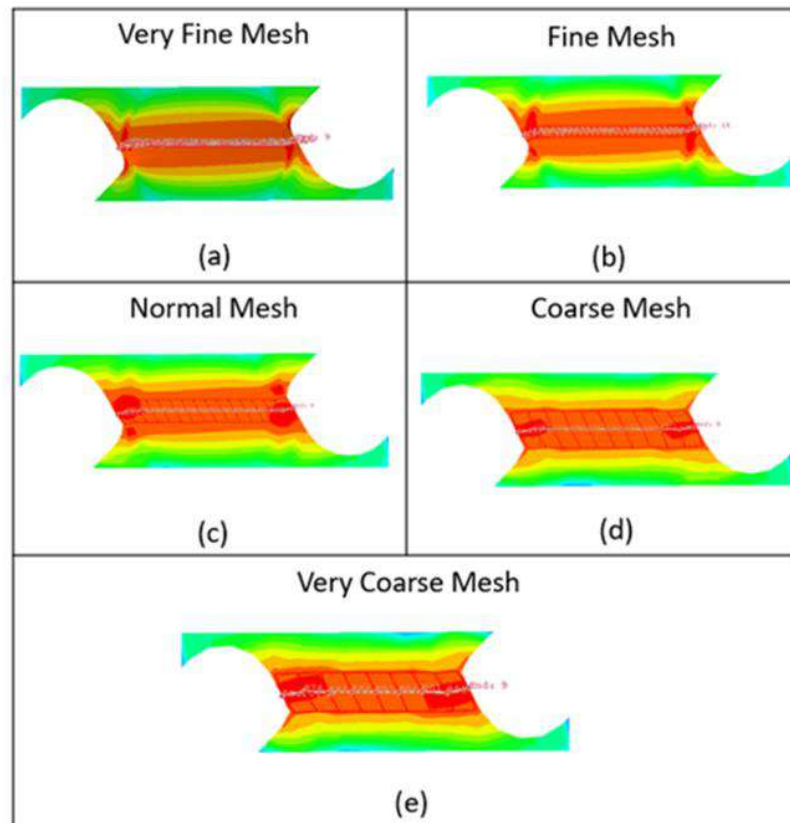 Very Fine Mesh
Fine Mesh
(a)
(b)
Normal Mesh
Coarse Mesh
(c)
(d)
Very Coarse Mesh
(e)